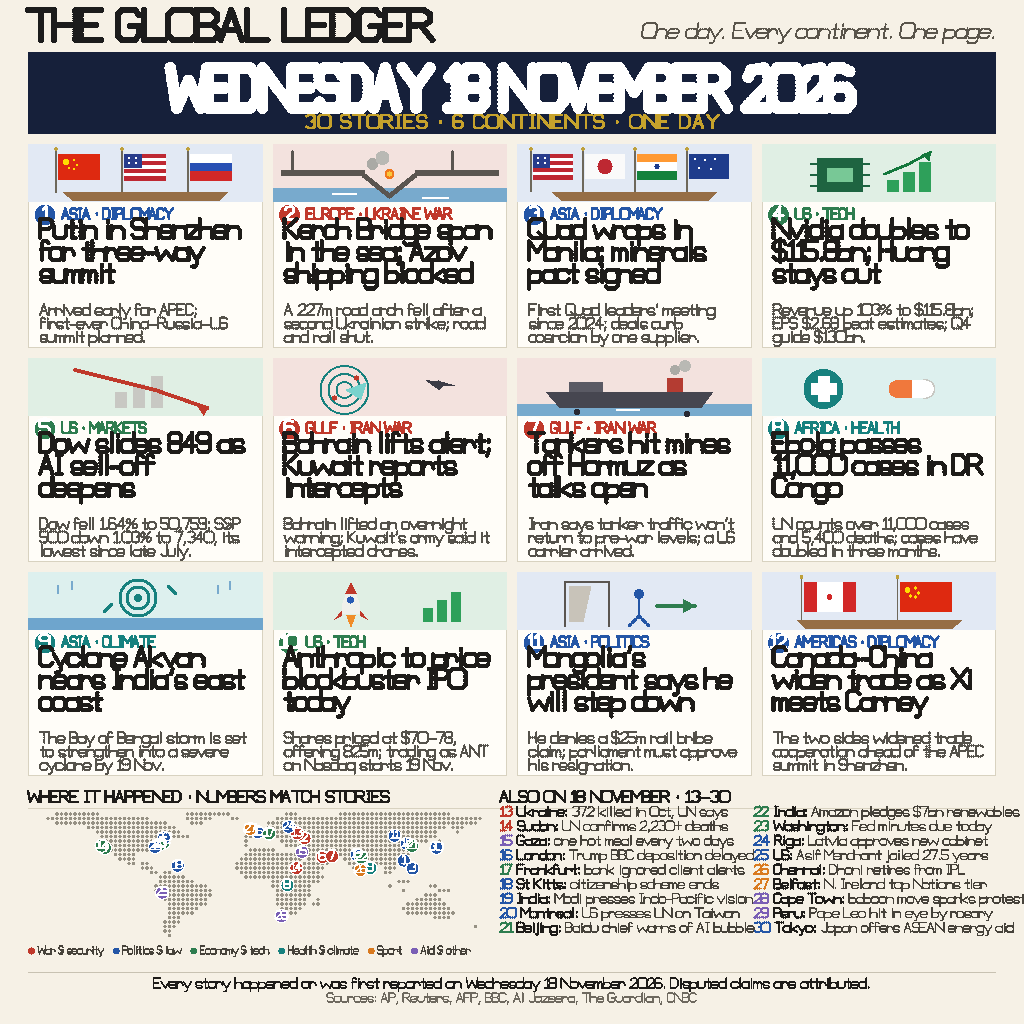 THE GLOBAL LEDGER
One day. Every continent. One page.
WEDNESDAY 18 NOVEMBER 2026
30 STORIES · 6 CONTINENTS · ONE DAY
1 ASIA · DIPLOMACY
Putin in Shenzhen
for three-way
summit
Arrived early for APEC;
first-ever China-Russia-US
summit planned.
2 EUROPE · UKRAINE WAR
Kerch Bridge span
in the sea; Azov
shipping blocked
A 227m road arch fell after a
second Ukrainian strike; road
and rail shut.
3 ASIA · DIPLOMACY
Quad wraps in
Manila; minerals
pact signed
First Quad leaders' meeting
since 2024; deals curb
coercion by one supplier.
4 US · TECH
Nvidia doubles to
$115.8bn; Huang
stays out
Revenue up 103% to $115.8bn;
EPS $2.69 beat estimates; Q4
guide $130bn.
5 US · MARKETS
Dow slides 849 as
AI sell-off
deepens
Dow fell 1.64% to 50,759; S&P
500 down 1.03% to 7,340, its
lowest since late July.
6 GULF · IRAN WAR
Bahrain lifts alert;
Kuwait reports
intercepts
Bahrain lifted an overnight
warning; Kuwait's army said it
intercepted drones.
7 GULF · IRAN WAR
Tankers hit mines
off Hormuz as
talks open
Iran says tanker traffic won't
return to pre-war levels; a US
carrier arrived.
8 AFRICA · HEALTH
Ebola passes
11,000 cases in DR
Congo
UN counts over 11,000 cases
and 5,400 deaths; cases have
doubled in three months.
9 ASIA · CLIMATE
Cyclone Akvan
nears India's east
coast
The Bay of Bengal storm is set
to strengthen into a severe
cyclone by 19 Nov.
US · TECH
Anthropic to price
blockbuster IPO
today
Shares priced at $70-78,
offering 825m; trading as ANT
on Nasdaq starts 19 Nov.
11 ASIA · POLITICS
Mongolia's
president says he
will step down
He denies a $25m rail bribe
claim; parliament must approve
his resignation.
12 AMERICAS · DIPLOMACY
Canada-China
widen trade as Xi
meets Carney
The two sides widened trade
cooperation ahead of the APEC
summit in Shenzhen.
WHERE IT HAPPENED · NUMBERS MATCH STORIES
War & security
Politics & law
Economy & tech
Health & climate
Sport
Aid & other
ALSO ON 18 NOVEMBER · 13-30
13 Ukraine: 372 killed in Oct, UN says
14 Sudan: UN confirms 2,230+ deaths
15 Gaza: one hot meal every two days
16 London: Trump BBC deposition delayed
17 Frankfurt: bank ignored client alerts
18 St Kitts: citizenship scheme ends
19 India: Modi presses Indo-Pacific vision
20 Montreal: US presses UN on Taiwan
21 Beijing: Baidu chief warns of AI bubble
22 India: Amazon pledges $7bn renewables
23 Washington: Fed minutes due today
24 Riga: Latvia approves new cabinet
25 US: Asif Merchant jailed 27.5 years
26 Chennai: Dhoni retires from IPL
27 Belfast: N. Ireland top Nations tier
28 Cape Town: baboon move sparks protest
29 Peru: Pope Leo hit in eye by rosary
30 Tokyo: Japan offers ASEAN energy aid
Every story happened or was first reported on Wednesday 18 November 2026. Disputed claims are attributed.
Sources: AP, Reuters, AFP, BBC, Al Jazeera, The Guardian, CNBC